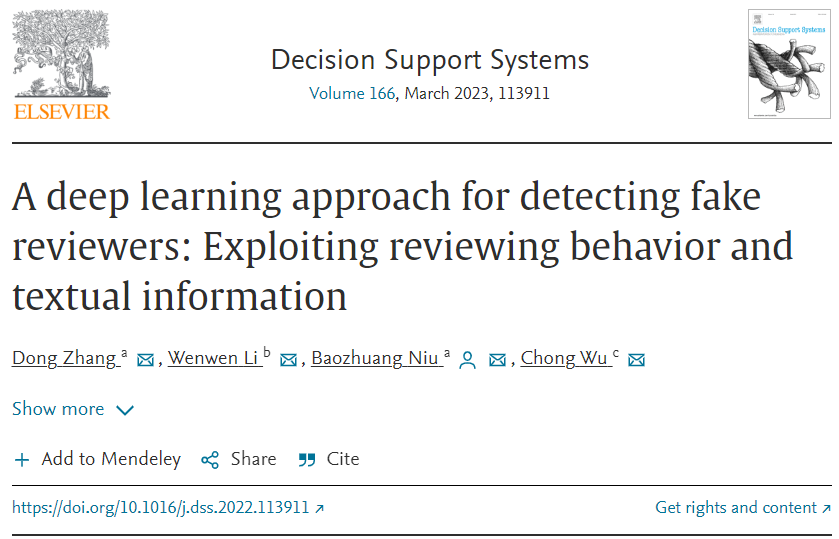 ELSEVIER
Decision Support Systems
Volume 166, March 2023, 113911
Decision Support Systems
A deep learning approach for detecting fake
reviewers: Exploiting reviewing behavior and
textual information
Dong Zhang a, Wenwen Li b, Baozhuang Niu a, Chong Wu c
Show more
Add to Mendeley Share Cite
https://doi.org/10.1016/j.dss.2022.113911 ↗ Get rights and content ↗